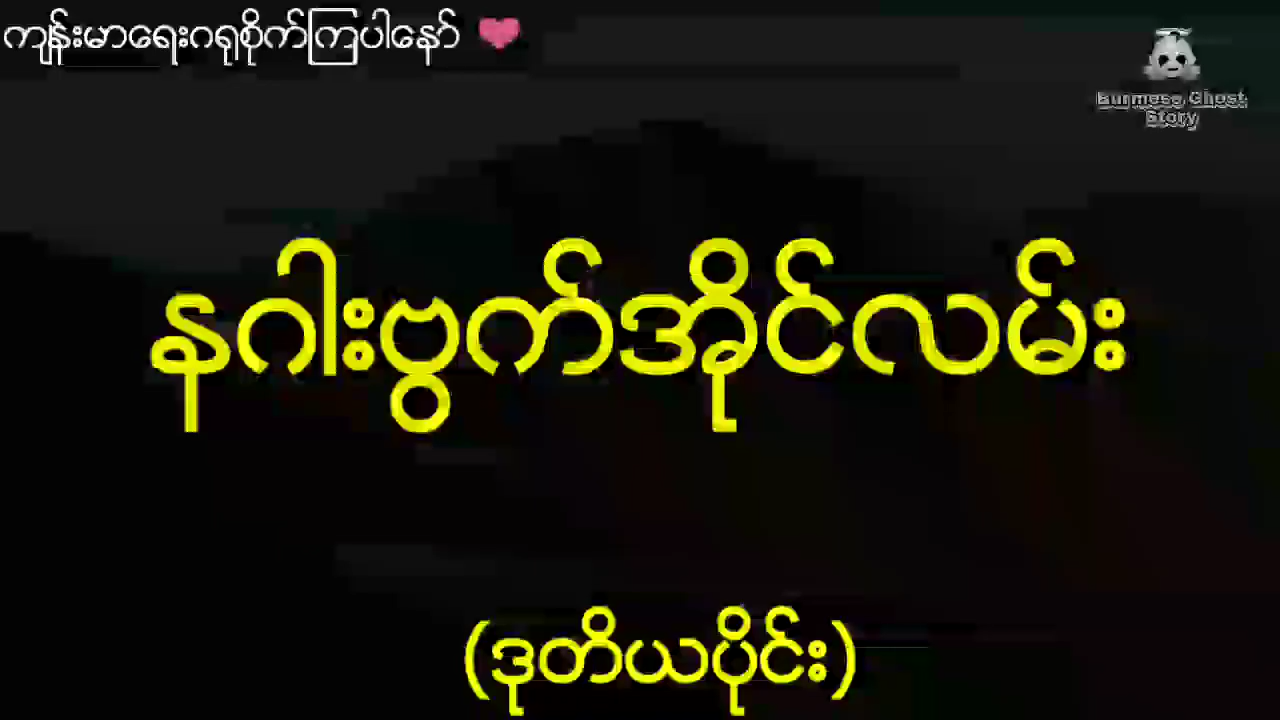 ကျန်းမာရေးဂရုစိုက်ကြပါနော် ❤
Burmese Ghost
Story
နဂါးဗွက်အိုင်လမ်း
(ဒုတိယပိုင်း)